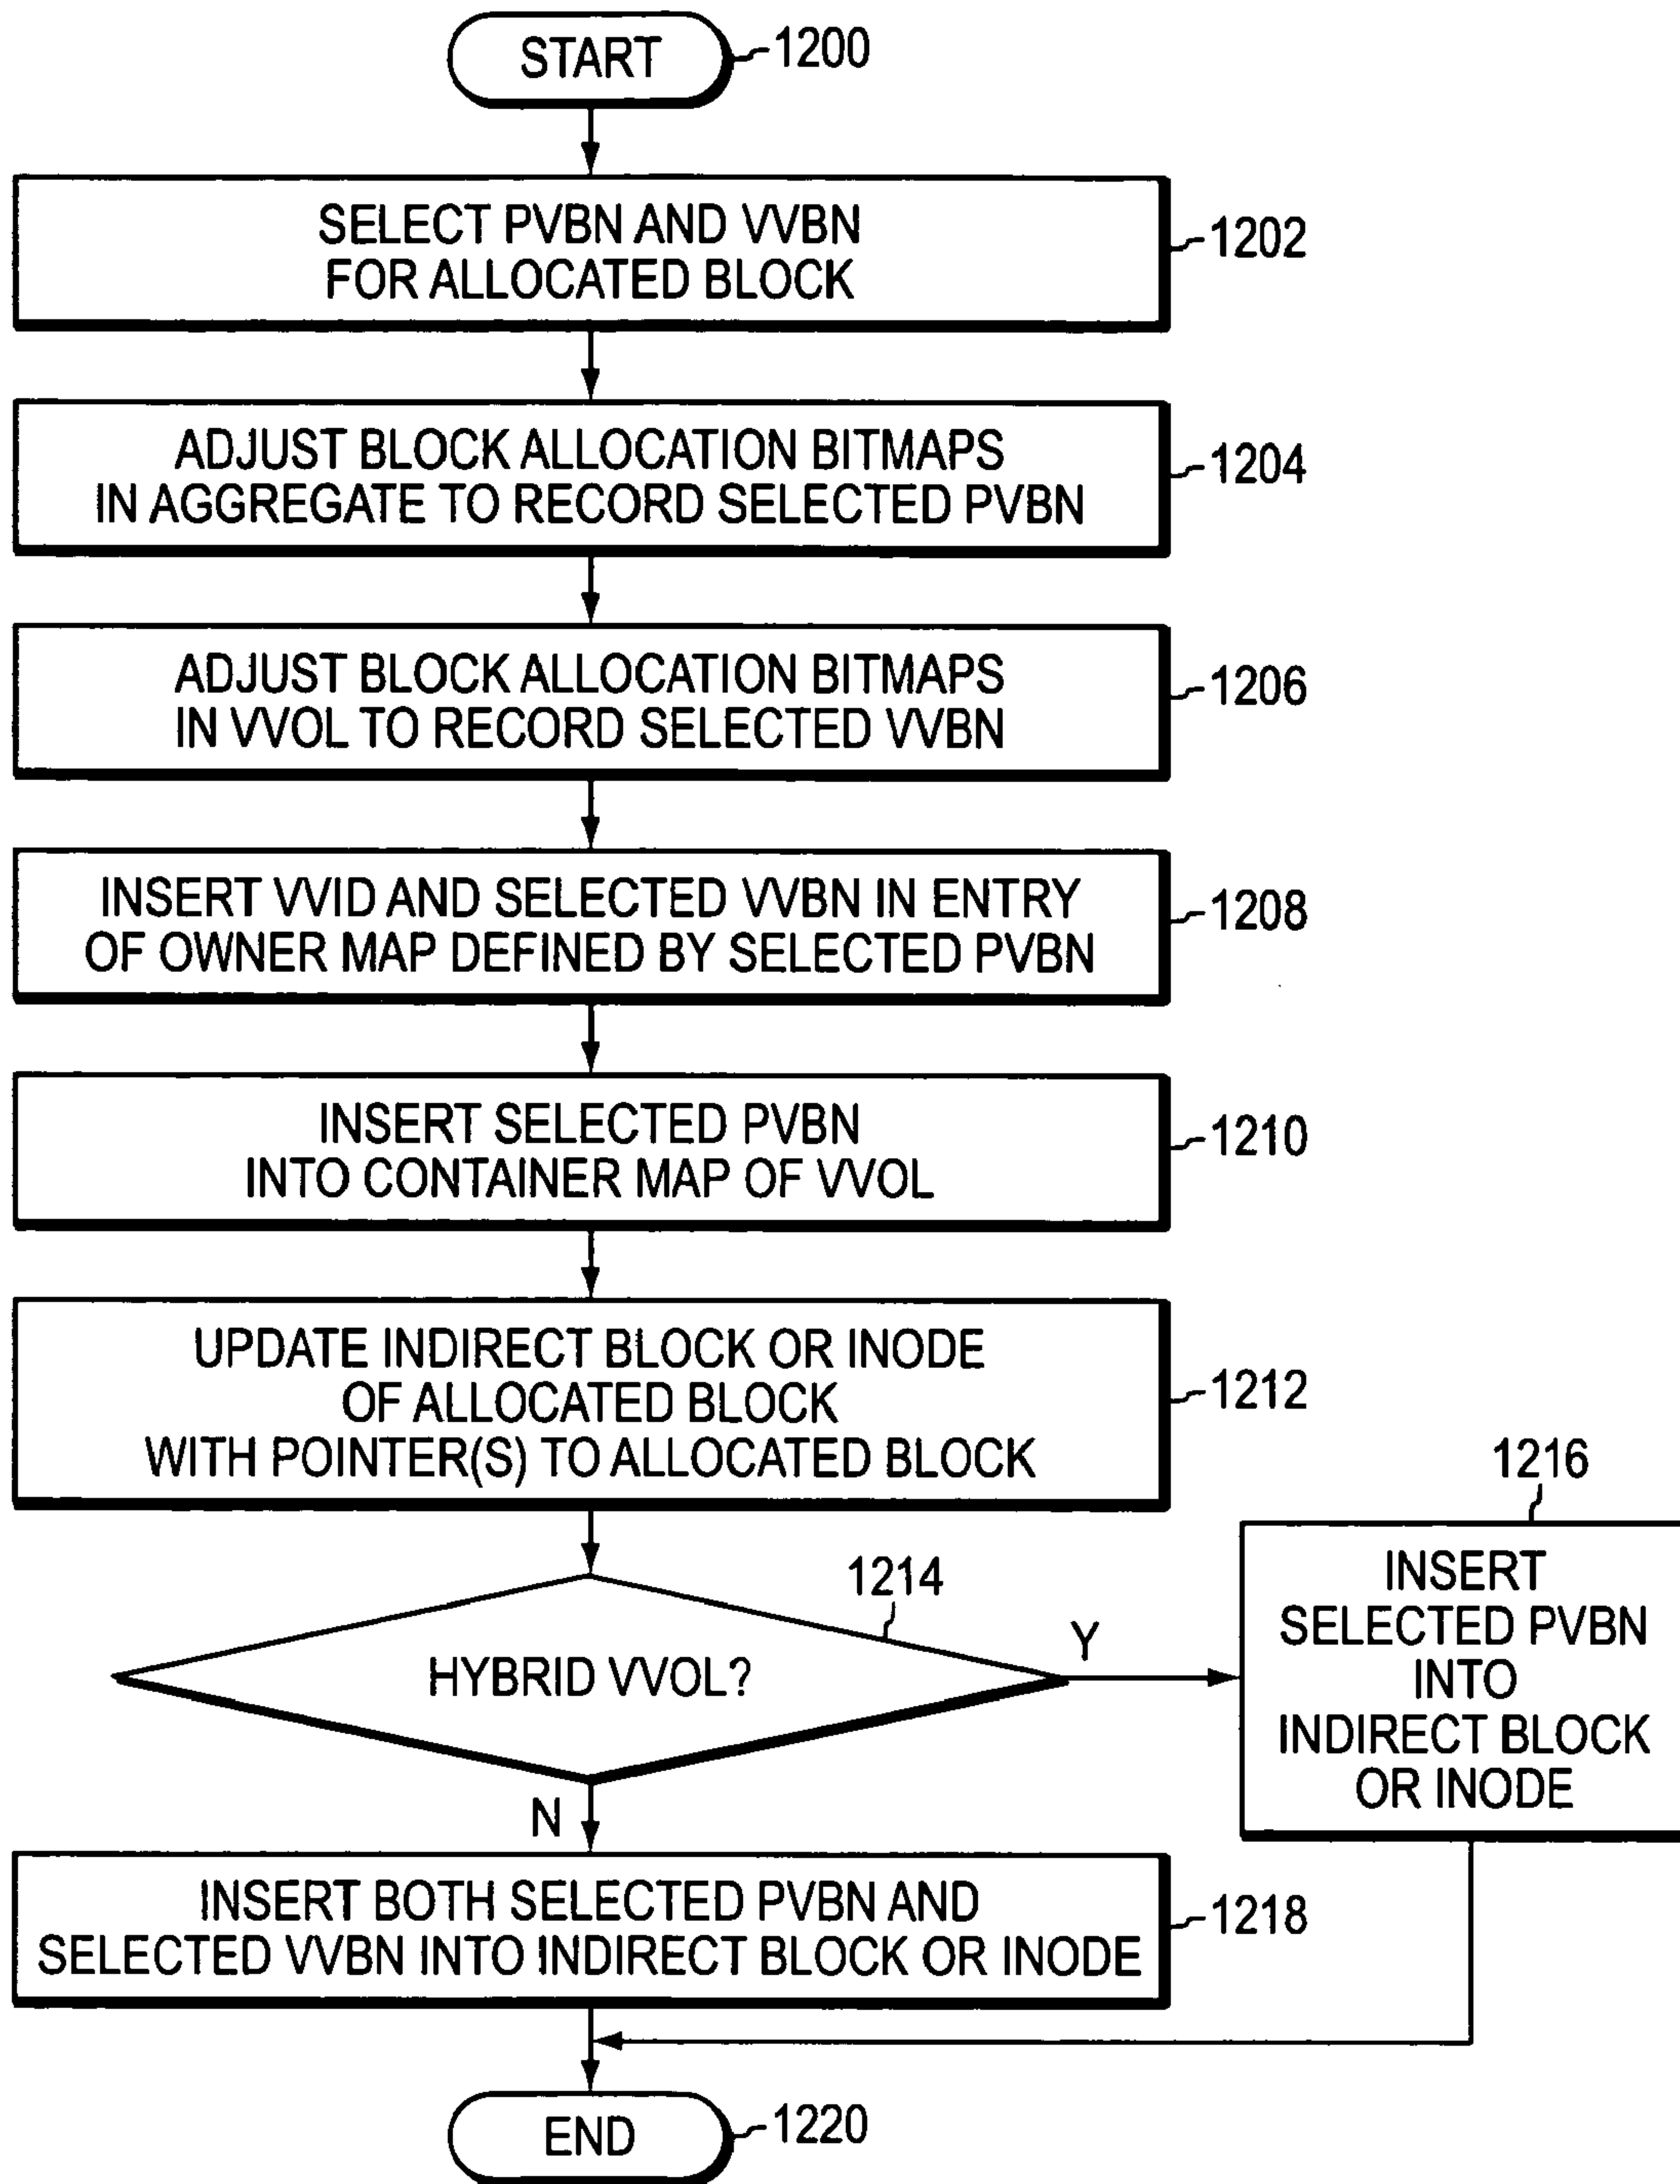 START
1200
SELECT PVBN AND VVBN
FOR ALLOCATED BLOCK
1202
ADJUST BLOCK ALLOCATION BITMAPS
IN AGGREGATE TO RECORD SELECTED PVBN
1204
ADJUST BLOCK ALLOCATION BITMAPS
IN VVOL TO RECORD SELECTED VVBN
1206
INSERT VVID AND SELECTED VVBN IN ENTRY
OF OWNER MAP DEFINED BY SELECTED PVBN
1208
INSERT SELECTED PVBN
INTO CONTAINER MAP OF VVOL
1210
UPDATE INDIRECT BLOCK OR INODE
OF ALLOCATED BLOCK
WITH POINTER(S) TO ALLOCATED BLOCK
1212
HYBRID VVOL?
1214
Y
1216
INSERT
SELECTED PVBN
INTO
INDIRECT BLOCK
OR INODE
N
INSERT BOTH SELECTED PVBN AND
SELECTED VVBN INTO INDIRECT BLOCK OR INODE
1218
END
1220